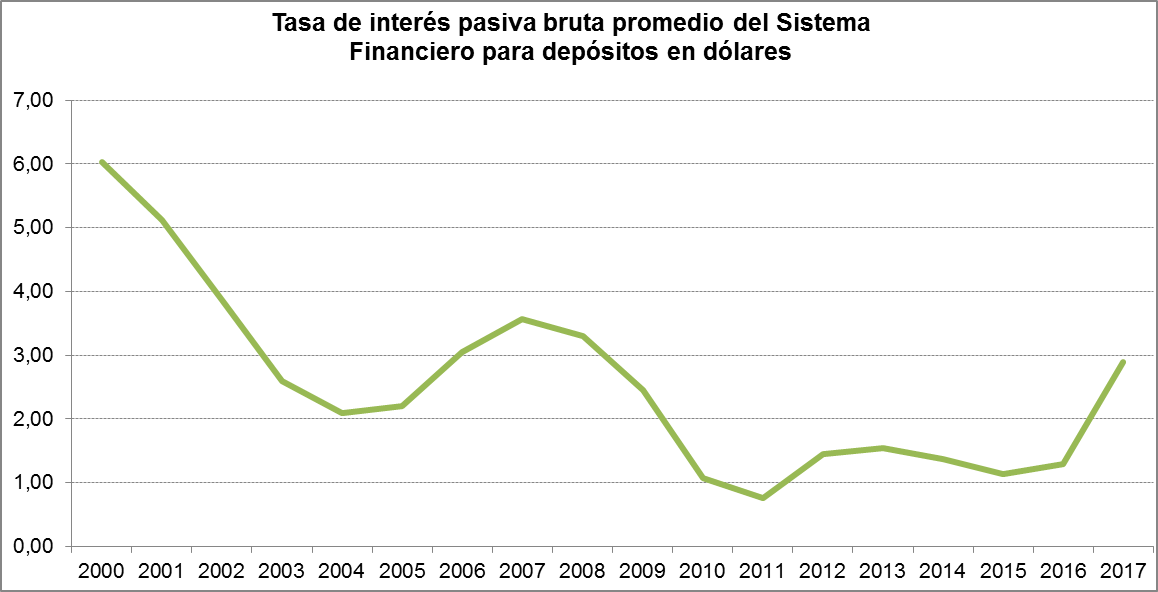 Tasa de interés pasiva bruta promedio del Sistema
Financiero para depósitos en dólares
7,00
6,00
5,00
4,00
3,00
2,00
1,00
0,00
2000 2001 2002 2003 2004 2005 2006 2007 2008 2009 2010 2011 2012 2013 2014 2015 2016 2017